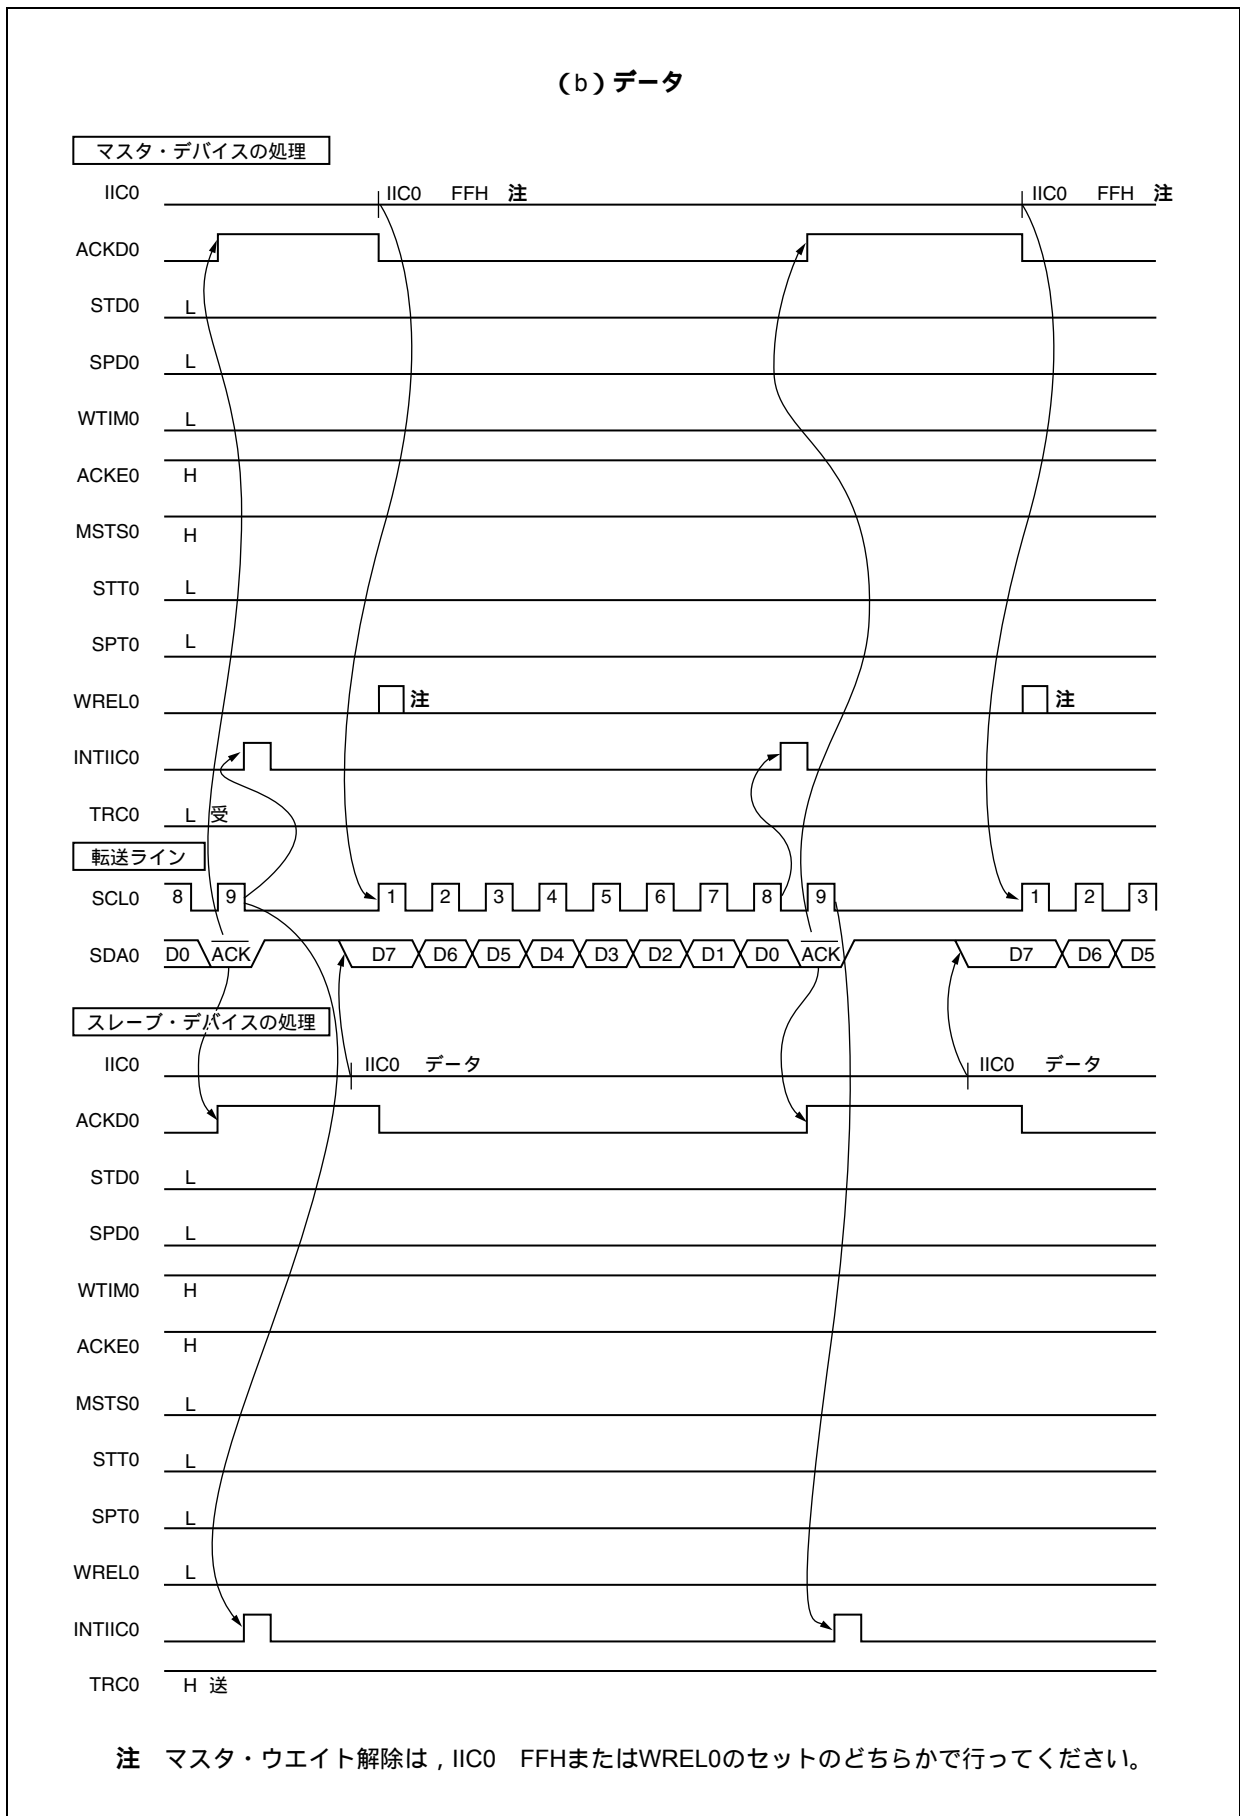 (b)データ
マスタ・デバイスの処理
IIC0 IIC0 FFH 注 IIC0 FFH 注
ACKD0
STD0 L
SPD0 L
WTIM0 L
ACKE0 H
MSTS0 H
STT0 L
SPT0 L
WREL0 注 注
INTIIC0
TRC0 L 受
転送ライン
SCL0 8 9 1 2 3 4 5 6 7 8 9 1 2 3
SDA0 D0 ACK D7 D6 D5 D4 D3 D2 D1 D0 ACK D7 D6 D5
スレーブ・デバイスの処理
IIC0 IIC0 データ IIC0 データ
ACKD0
STD0 L
SPD0 L
WTIM0 H
ACKE0 H
MSTS0 L
STT0 L
SPT0 L
WREL0 L
INTIIC0
TRC0 H 送
注 マスタ・ウエイト解除は,IIC0 FFHまたはWREL0のセットのどちらかで行ってください。